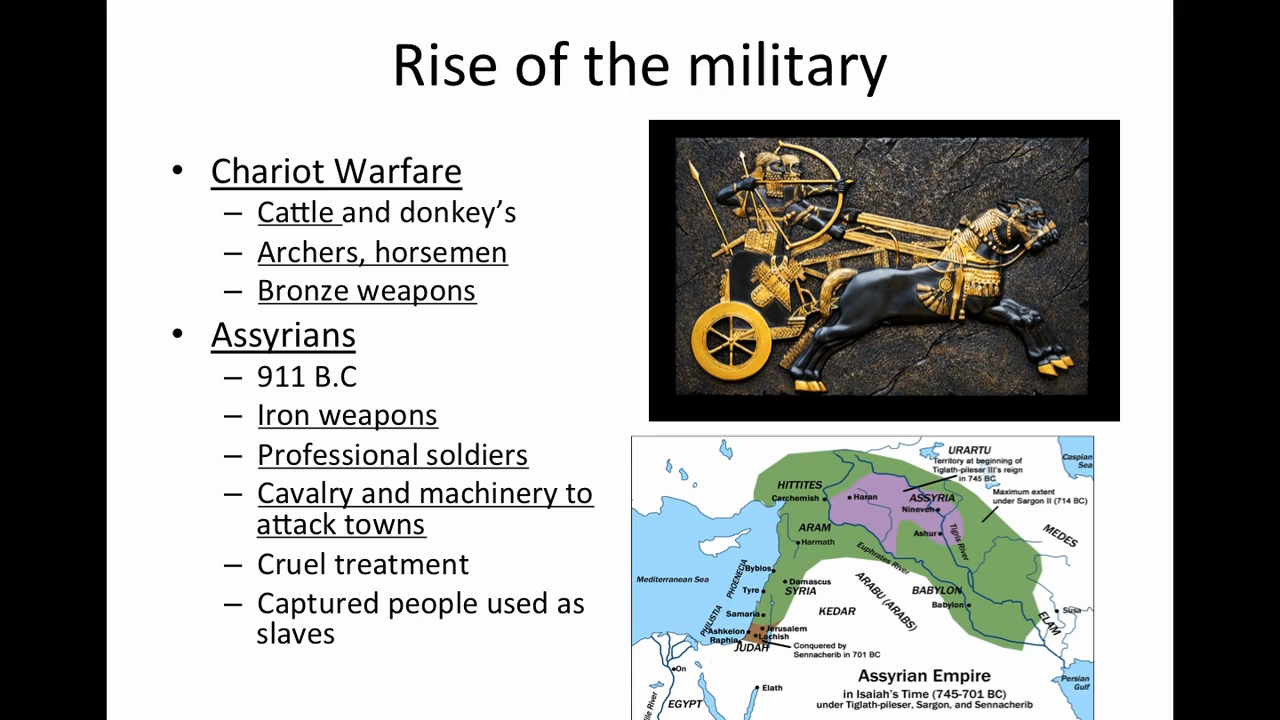 Rise of the military
• Chariot Warfare
– Cattle and donkey’s
– Archers, horsemen
– Bronze weapons
• Assyrians
– 911 B.C
– Iron weapons
– Professional soldiers
– Cavalry and machinery to
attack towns
– Cruel treatment
– Captured people used as
slaves
URARTU
Territory at beginning of
Tiglath-pileser III's reign
in 745 BC
Caspian
Sea
HITTITES
Carchemish
Haran
ASSYRIA
Nineveh
Maximum extent
under Sargon II (714 BC)
ARAM
Harmath
Ashur
Tigris River
MEDES
Euphrates River
Mediterranean Sea
PHOENECIA
Byblos
Damascus
Tyre
SYRIA
ARABU (ARABS)
BABYLON
Babylon
Susa
ELAM
KEDAR
Samaria
PHILISTIA
Jerusalem
Ashkelon
Lachish
Raphia
JUDAH
Conquered by
Sennacherib in 701 BC
On
Elath
EGYPT
Persian
Gulf
Assyrian Empire
in Isaiah's Time (745-701 BC)
under Tiglath-pileser, Sargon, and Sennacherib